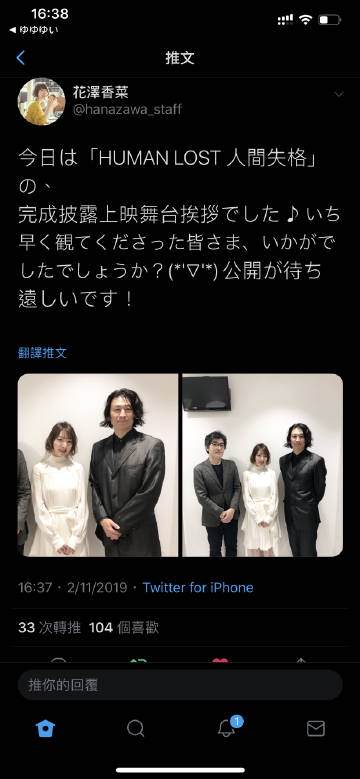 16:38
◀ ゆゆゆい
推文
花澤香菜
@hanazawa_staff
今日は「HUMAN LOST 人間失格」
の、
完成披露上映舞台挨拶でした♪いち
早く観てくださった皆さま、いかがで
したでしょうか？(*'▽'*)公開が待ち
遠しいです！
翻譯推文
16:37・2/11/2019・Twitter for iPhone
33 次轉推 104 個喜歡
推你的回覆
1